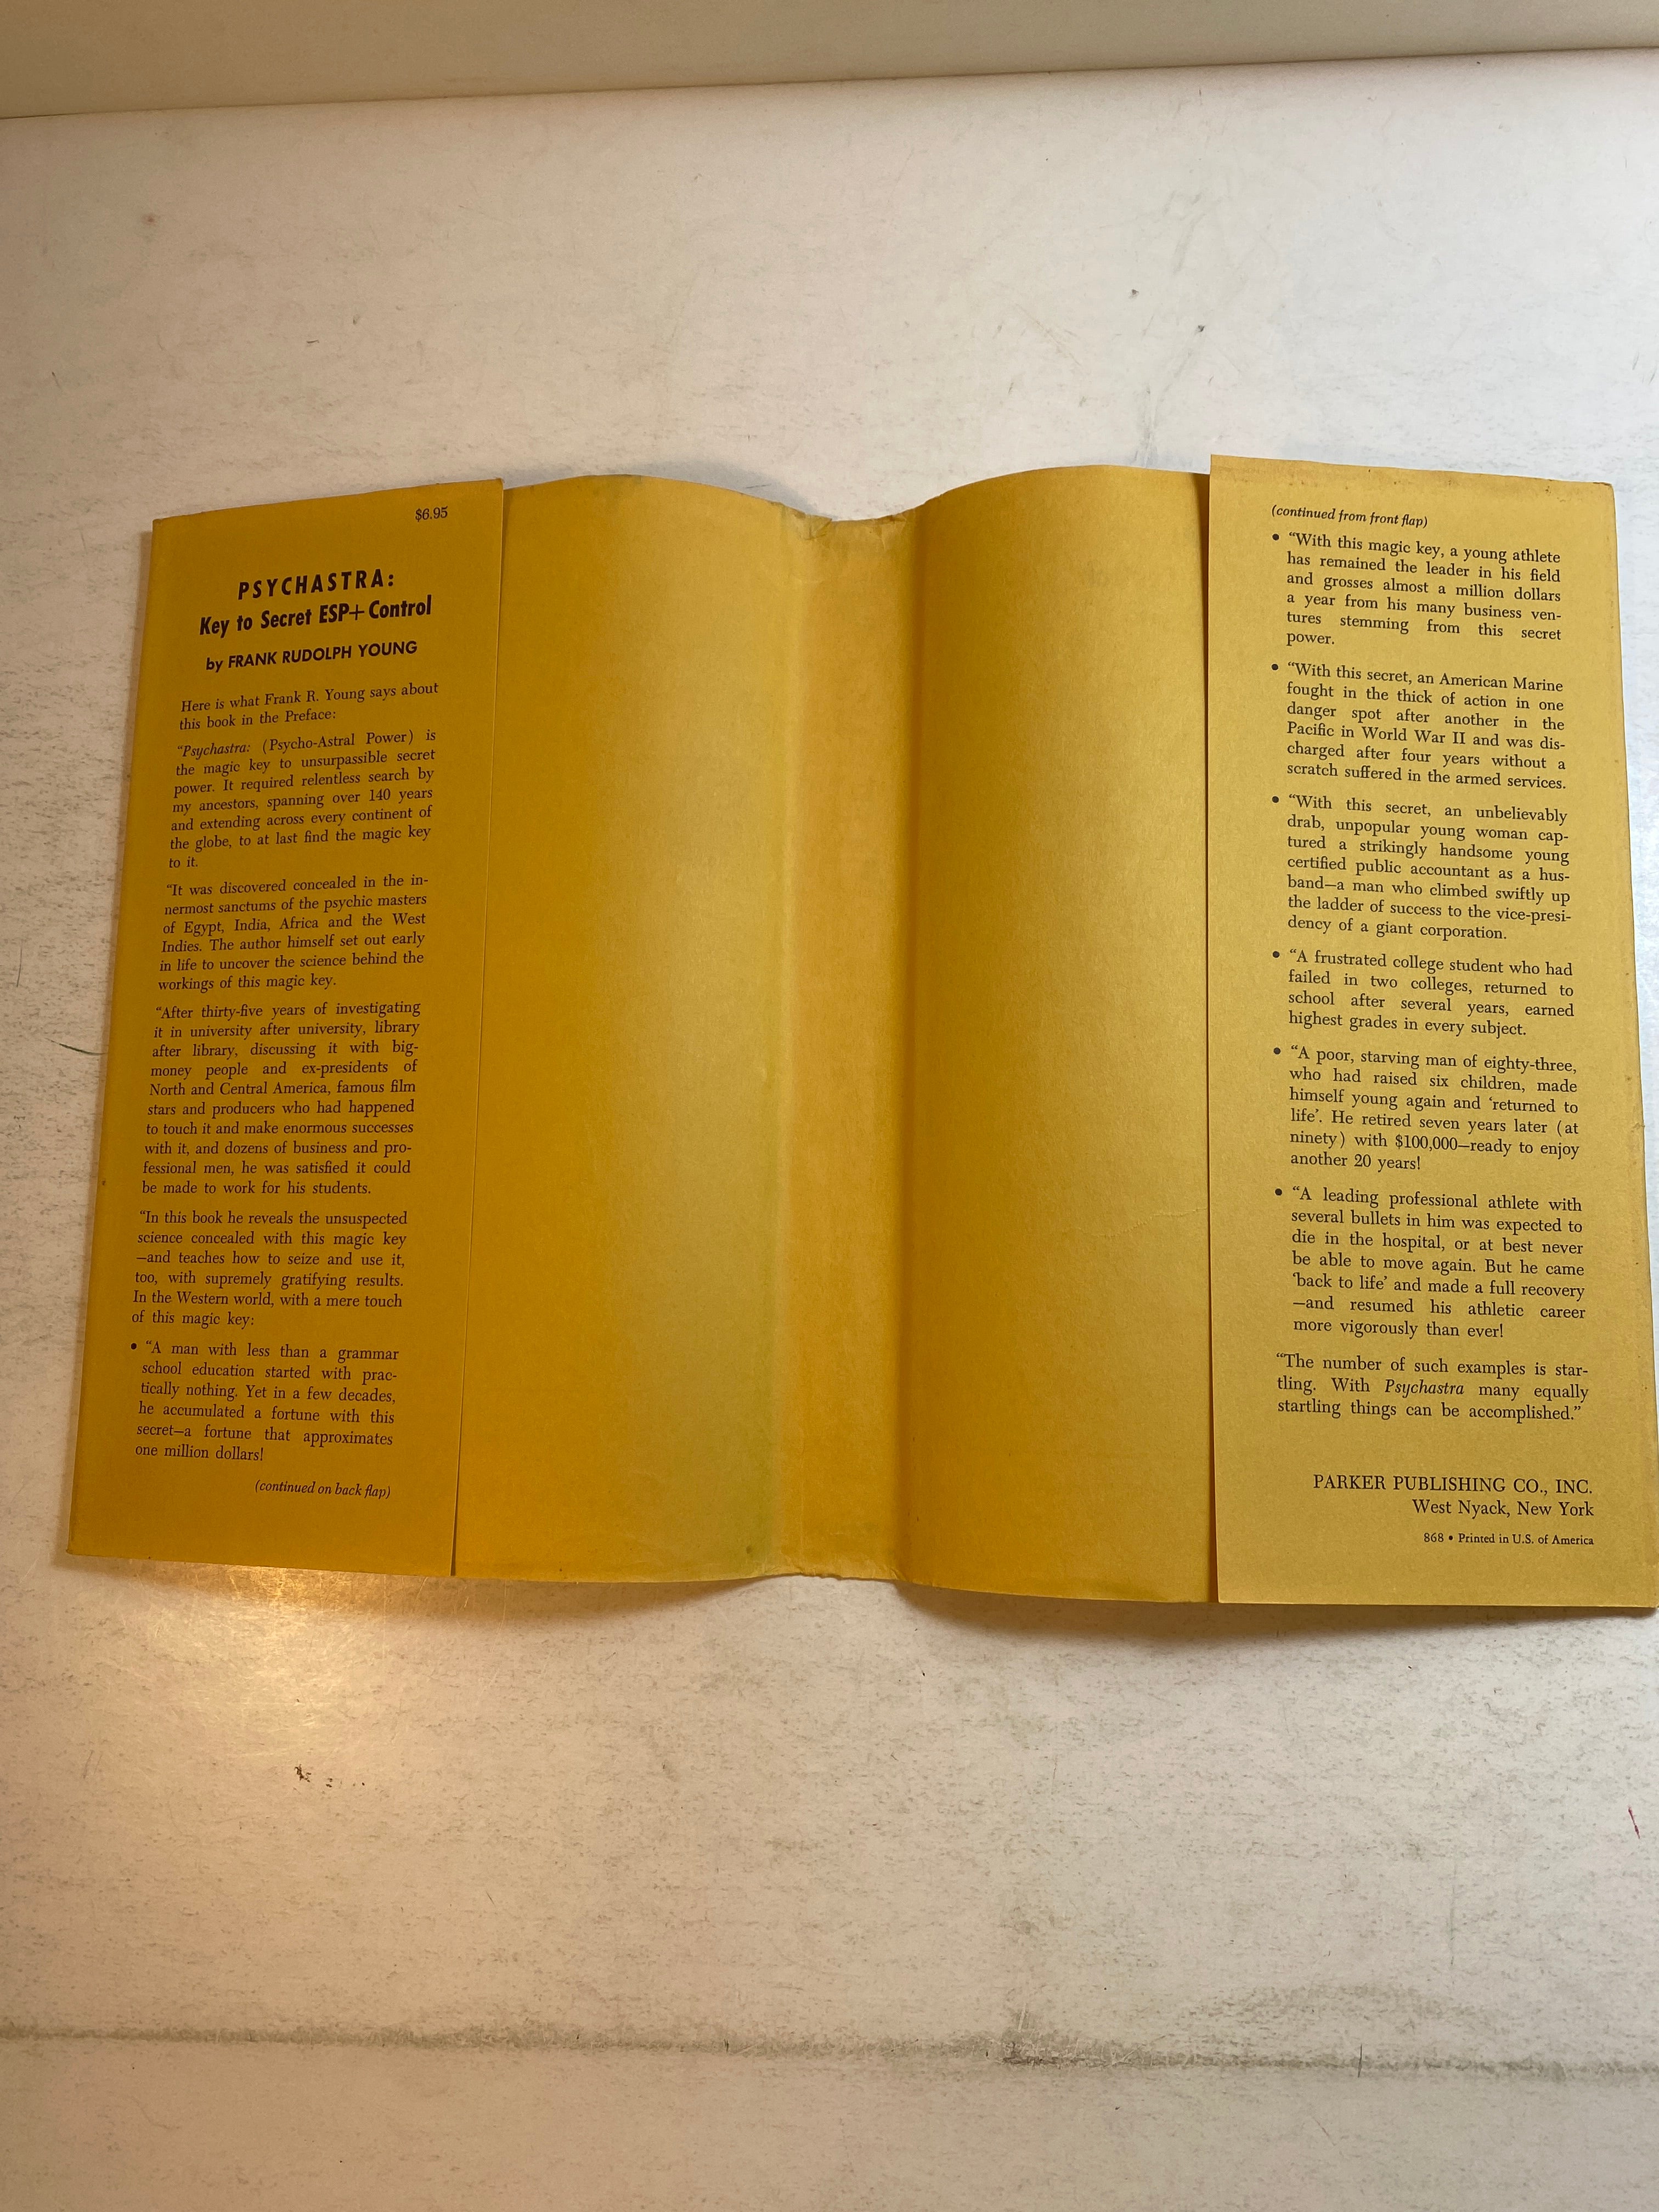 $6.95
PSYCHASTRA:
Key to Secret ESP+ Control
by FRANK RUDOLPH YOUNG
Here is what Frank R. Young says about
this book in the Preface:
“Psychastra: (Psycho-Astral Power) is
the magic key to unsurpassible secret
power. It required relentless search by
my ancestors, spanning over 140 years
and extending across every continent of
the globe, to at last find the magic key
to it.
“It was discovered concealed in the in-
nermost sanctums of the psychic masters
of Egypt, India, Africa and the West
Indies. The author himself set out early
in life to uncover the science behind the
workings of this magic key.
“After thirty-five years of investigating
it in university after university, library
after library, discussing it with big-
money people and ex-presidents of
North and Central America, famous film
stars and producers who had happened
to touch it and make enormous successes
with it, and dozens of business and pro-
fessional men, he was satisfied it could
be made to work for his students.
“In this book he reveals the unsuspected
science concealed with this magic key
—and teaches how to seize and use it,
too, with supremely gratifying results.
In the Western world, with a mere touch
of this magic key:
• “A man with less than a grammar
school education started with prac-
tically nothing. Yet in a few decades,
he accumulated a fortune with this
secret—a fortune that approximates
one million dollars!
(continued on back flap)
(continued from front flap)
• “With this magic key, a young athlete
has remained the leader in his field
and grosses almost a million dollars
a year from his many business ven-
tures stemming from this secret
power.
• “With this secret, an American Marine
fought in the thick of action in one
danger spot after another in the
Pacific in World War II and was dis-
charged after four years without a
scratch suffered in the armed services.
• “With this secret, an unbelievably
drab, unpopular young woman cap-
tured a strikingly handsome young
certified public accountant as a hus-
band—a man who climbed swiftly up
the ladder of success to the vice-presi-
dency of a giant corporation.
• “A frustrated college student who had
failed in two colleges, returned to
school after several years, earned
highest grades in every subject.
• “A poor, starving man of eighty-three,
who had raised six children, made
himself young again and ‘returned to
life’. He retired seven years later (at
ninety) with $100,000—ready to enjoy
another 20 years!
• “A leading professional athlete with
several bullets in him was expected to
die in the hospital, or at best never
be able to move again. But he came
‘back to life’ and made a full recovery
—and resumed his athletic career
more vigorously than ever!
“The number of such examples is star-
tling. With Psychastra many equally
startling things can be accomplished.”
PARKER PUBLISHING CO., INC.
West Nyack, New York
868 • Printed in U.S. of America